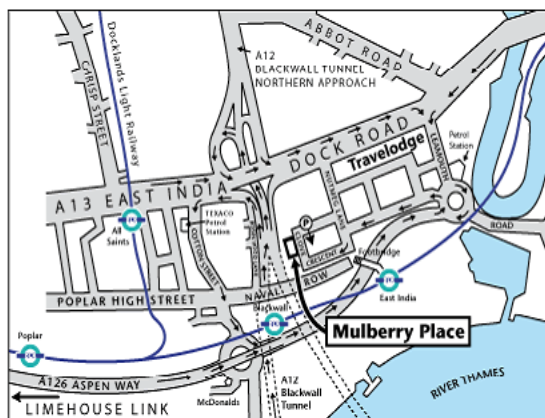 Docklands Light Railway
CHRISP STREET
A12
BLACKWALL TUNNEL
NORTHERN APPROACH
ABBOT ROAD
A13 EAST INDIA DOCK ROAD
Travelodge
NUTMEG LANE
LEAMOUTH
ROAD
Petrol
Station
TEXACO
Petrol
Station
All
Saints
COTTON STREET
P
CLOVE
CRESCENT
Footbridge
POPLAR HIGH STREET
NAVAL ROW
Blackwall
East India
Mulberry Place
Poplar
A126 ASPEN WAY
LIMEHOUSE LINK
McDonalds
A12
Blackwall
Tunnel
RIVER THAMES